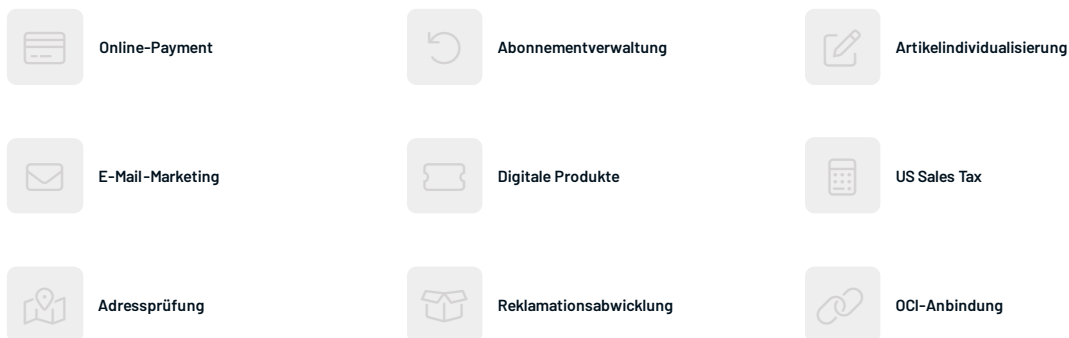 Online-Payment
Abonnementverwaltung
Artikelindividualisierung
E-Mail-Marketing
Digitale Produkte
US Sales Tax
Adressprüfung
Reklamationsabwicklung
OCI-Anbindung